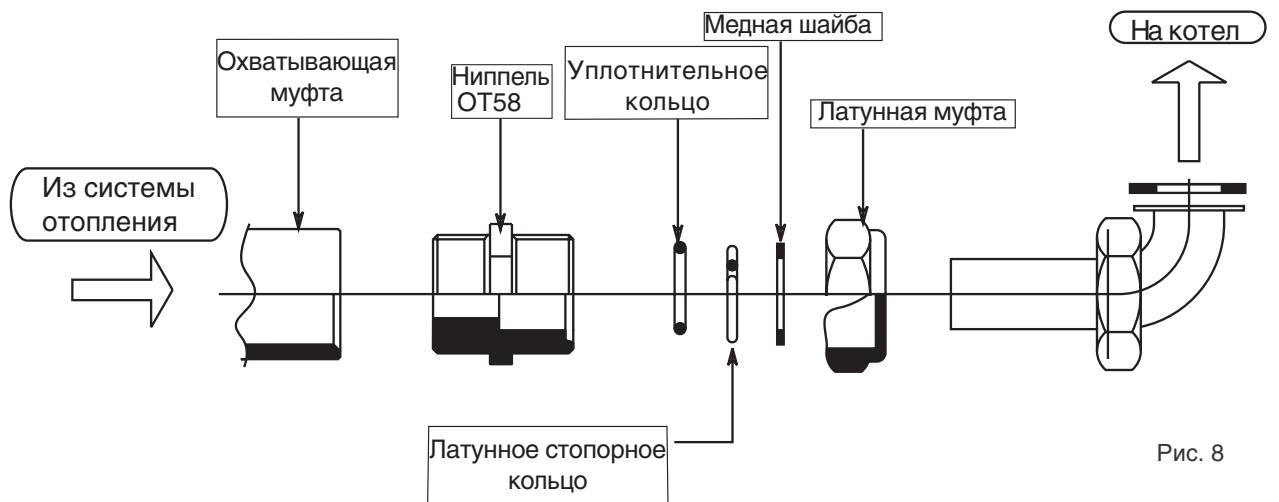 Медная шайба
На котел
Охватывающая
муфта
Ниппель
ОТ58
Уплотнительное
кольцо
Латунная муфта
Из системы
отопления
Латунное стопорное
кольцо
Рис. 8